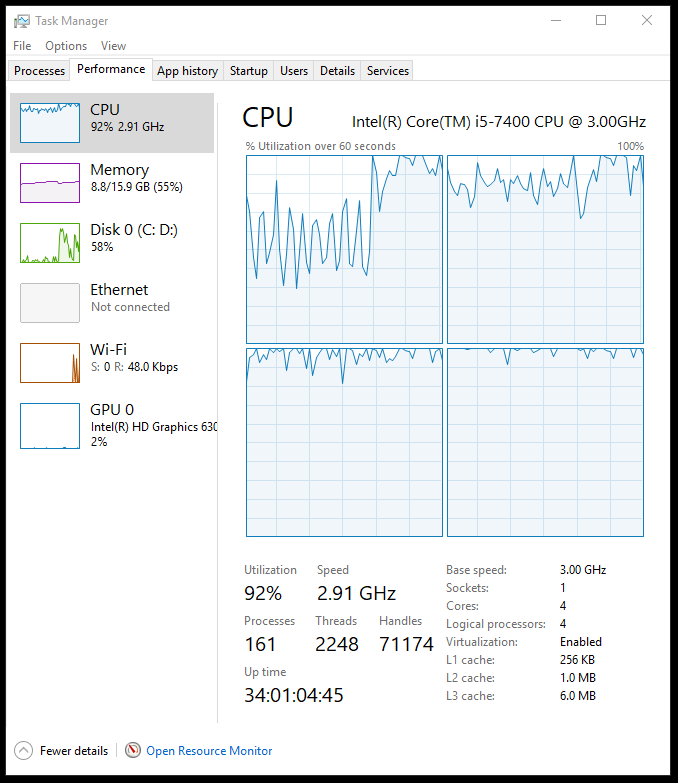 Task Manager
File Options View
Processes Performance App history Startup Users Details Services
CPU
92% 2.91 GHz
Memory
8.8/15.9 GB (55%)
Disk 0 (C: D:)
58%
Ethernet
Not connected
Wi-Fi
S: 0 R: 48.0 Kbps
GPU 0
Intel(R) HD Graphics 630
2%
CPU Intel(R) Core(TM) i5-7400 CPU @ 3.00GHz
% Utilization over 60 seconds 100%
Utilization Speed
92% 2.91 GHz
Processes Threads Handles
161 2248 71174
Up time
34:01:04:45
Base speed: 3.00 GHz
Sockets: 1
Cores: 4
Logical processors: 4
Virtualization: Enabled
L1 cache: 256 KB
L2 cache: 1.0 MB
L3 cache: 6.0 MB
Fewer details Open Resource Monitor